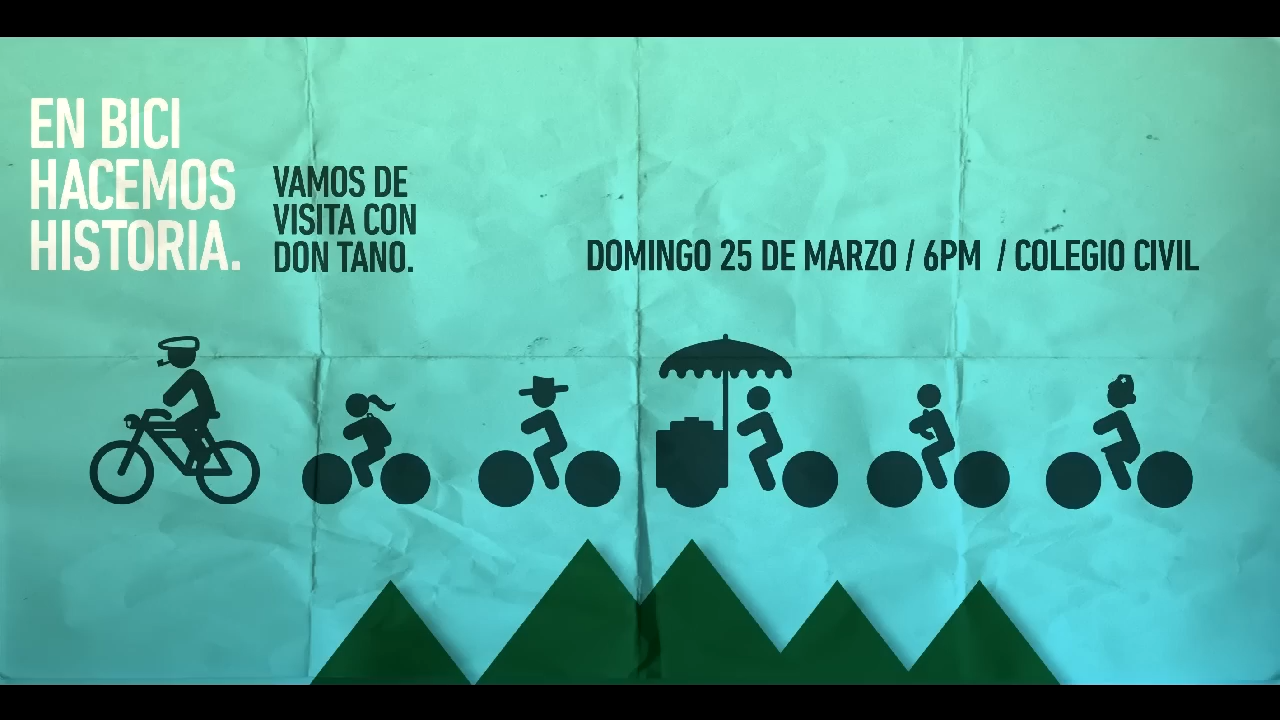 EN BICI
HACEMOS
HISTORIA.
VAMOS DE
VISITA CON
DON TANO.
DOMINGO 25 DE MARZO / 6PM / COLEGIO CIVIL